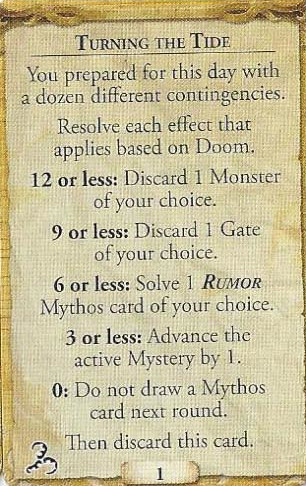 TURNING THE TIDE
You prepared for this day with
a dozen different contingencies.
Resolve each effect that
applies based on Doom.
12 or less: Discard 1 Monster
of your choice.
9 or less: Discard 1 Gate
of your choice.
6 or less: Solve 1 RUMOR
Mythos card of your choice.
3 or less: Advance the
active Mystery by 1.
0: Do not draw a Mythos
card next round.
Then discard this card.
1